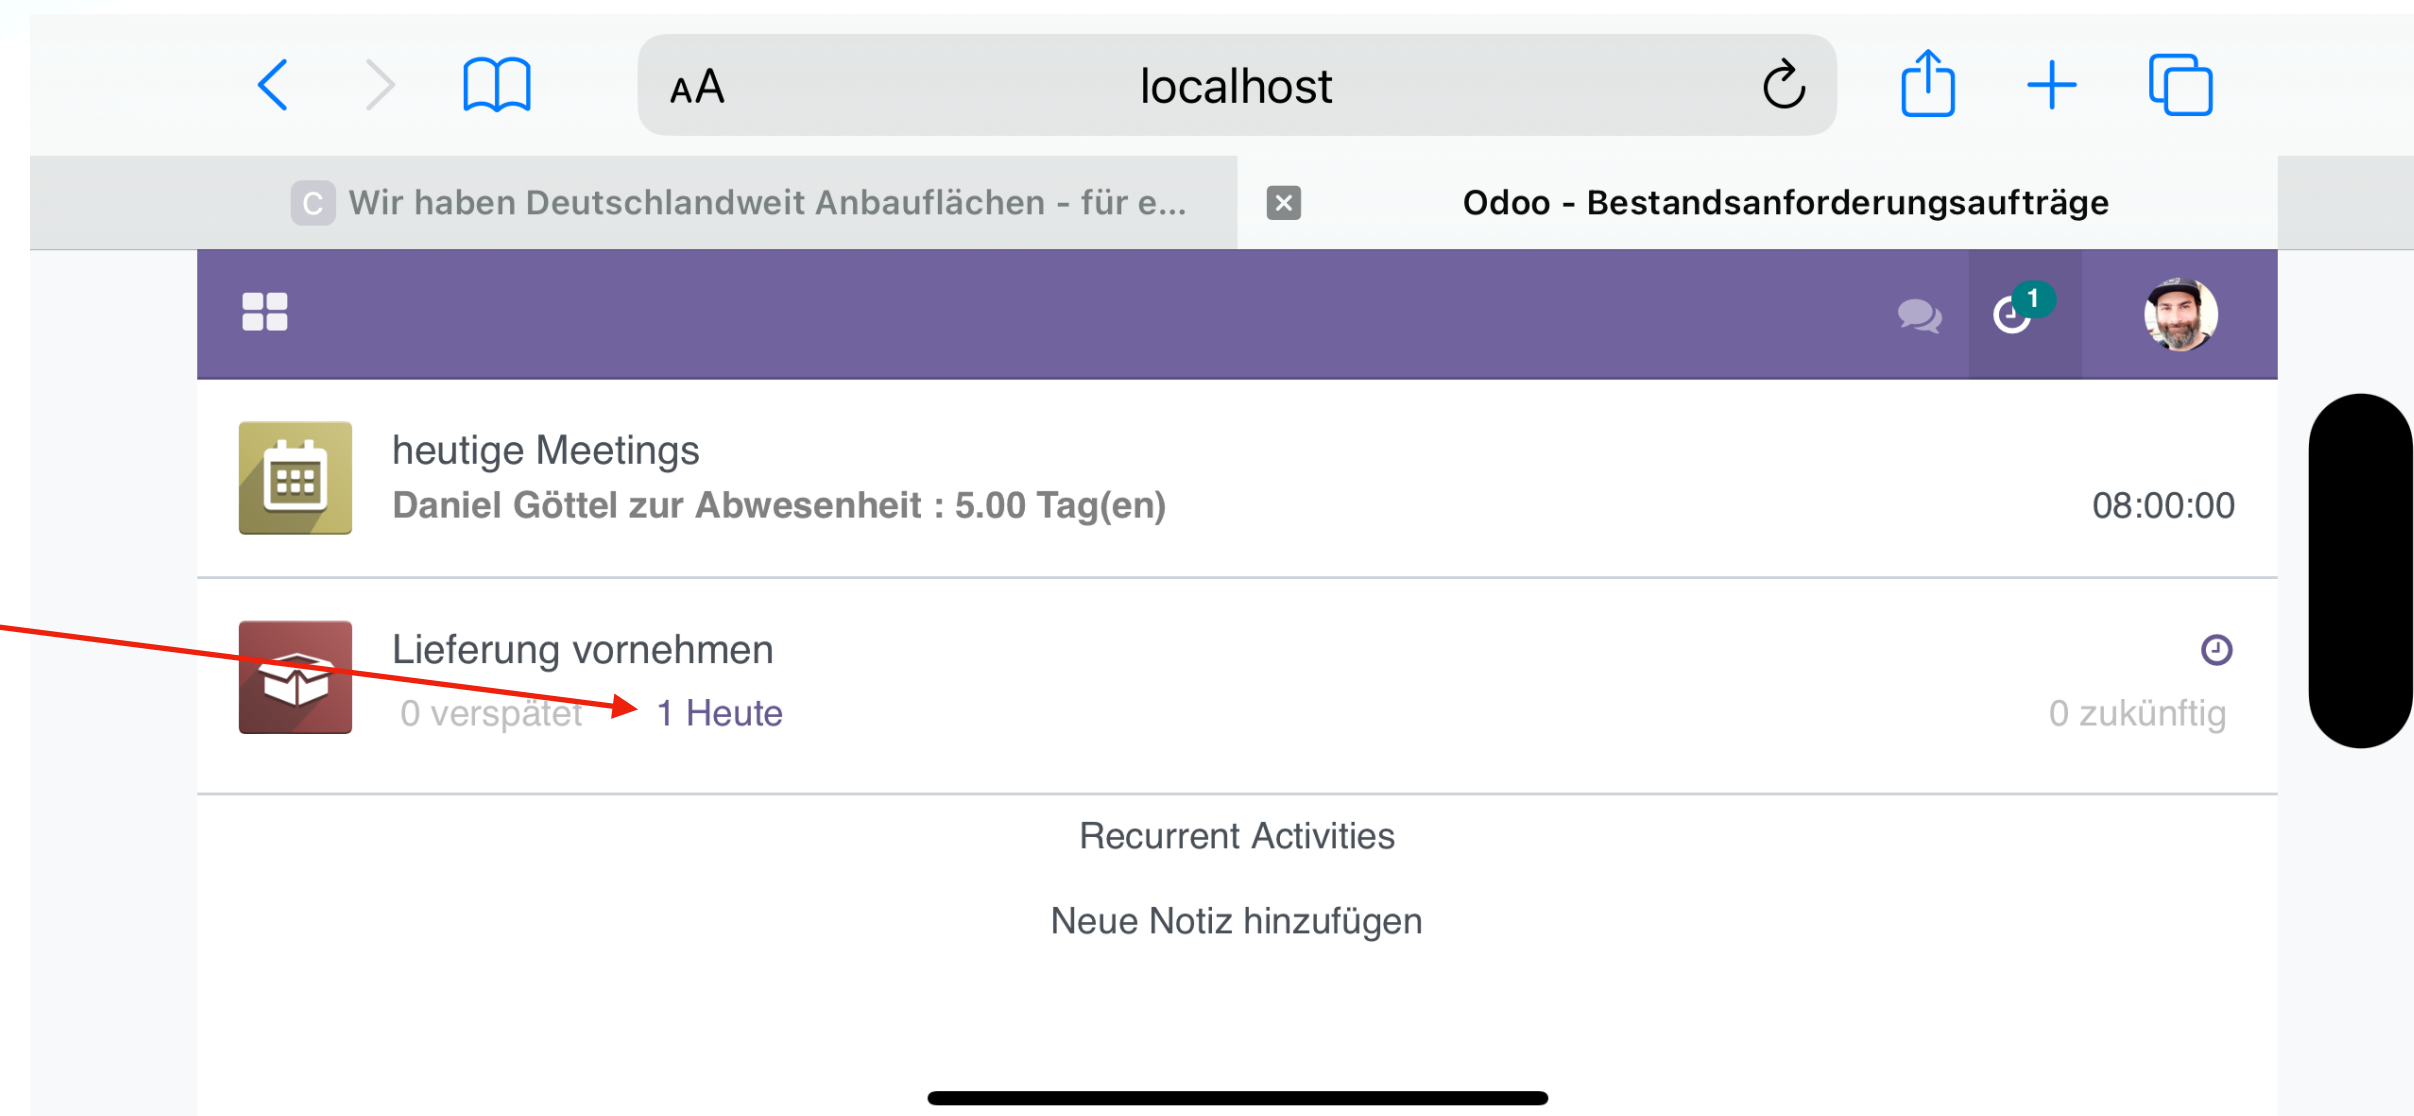 AA localhost
C Wir haben Deutschlandweit Anbauflächen - für e...
Odoo - Bestandsanforderungsaufträge
1
heutige Meetings
Daniel Göttel zur Abwesenheit : 5.00 Tag(en) 08:00:00
Lieferung vornehmen
0 verspätet 1 Heute 0 zukünftig
Recurrent Activities
Neue Notiz hinzufügen